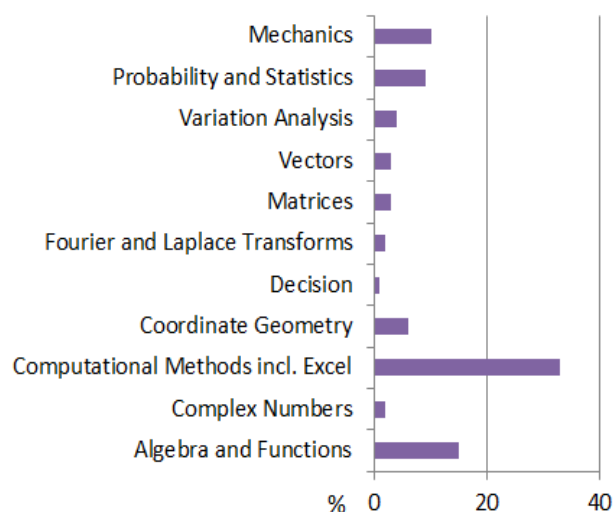 Mechanics
Probability and Statistics
Variation Analysis
Vectors
Matrices
Fourier and Laplace Transforms
Decision
Coordinate Geometry
Computational Methods incl. Excel
Complex Numbers
Algebra and Functions
% 0 20 40